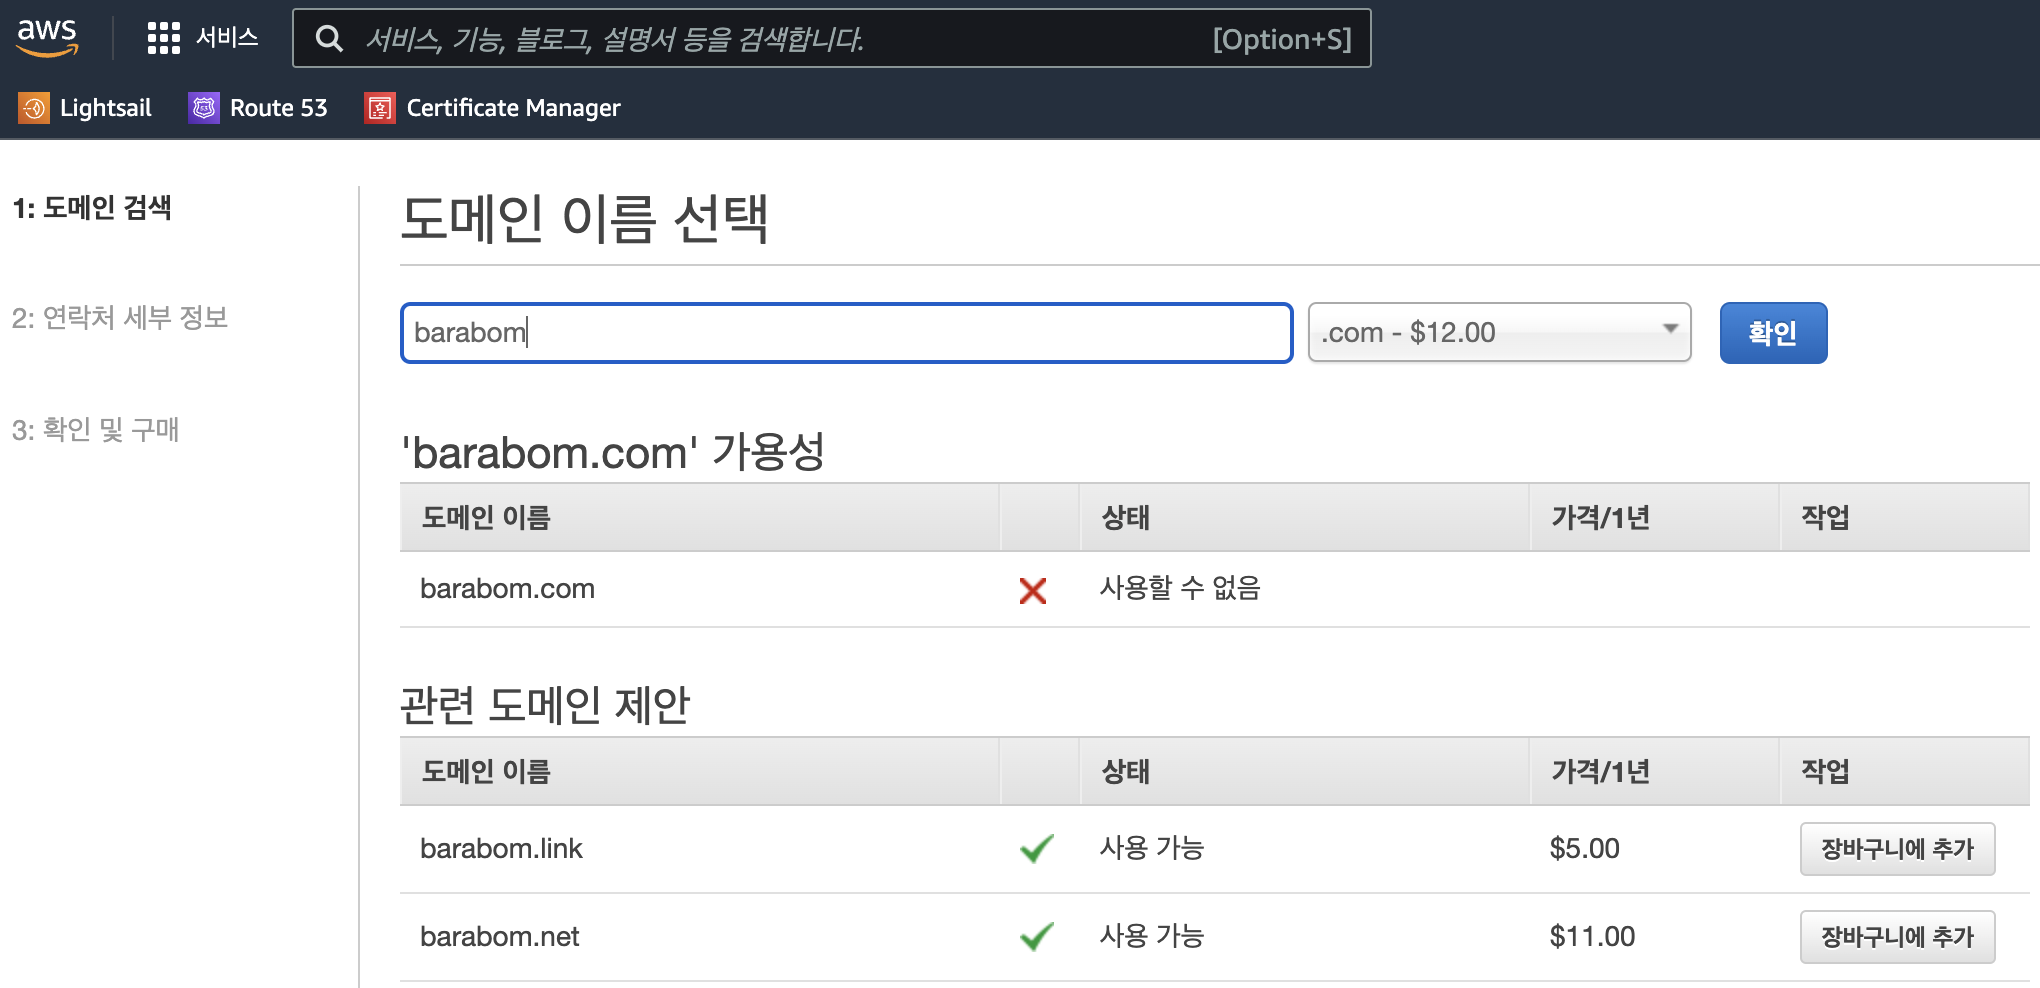 aws 서비스 서비스, 기능, 블로그, 설명서 등을 검색합니다. [Option+S]
Lightsail Route 53 Certificate Manager
1: 도메인 검색
2: 연락처 세부 정보
3: 확인 및 구매
도메인 이름 선택
barabom .com - $12.00 확인
'barabom.com' 가용성
도메인 이름 상태 가격/1년 작업
barabom.com 사용할 수 없음
관련 도메인 제안
도메인 이름 상태 가격/1년 작업
barabom.link 사용 가능 $5.00 장바구니에 추가
barabom.net 사용 가능 $11.00 장바구니에 추가